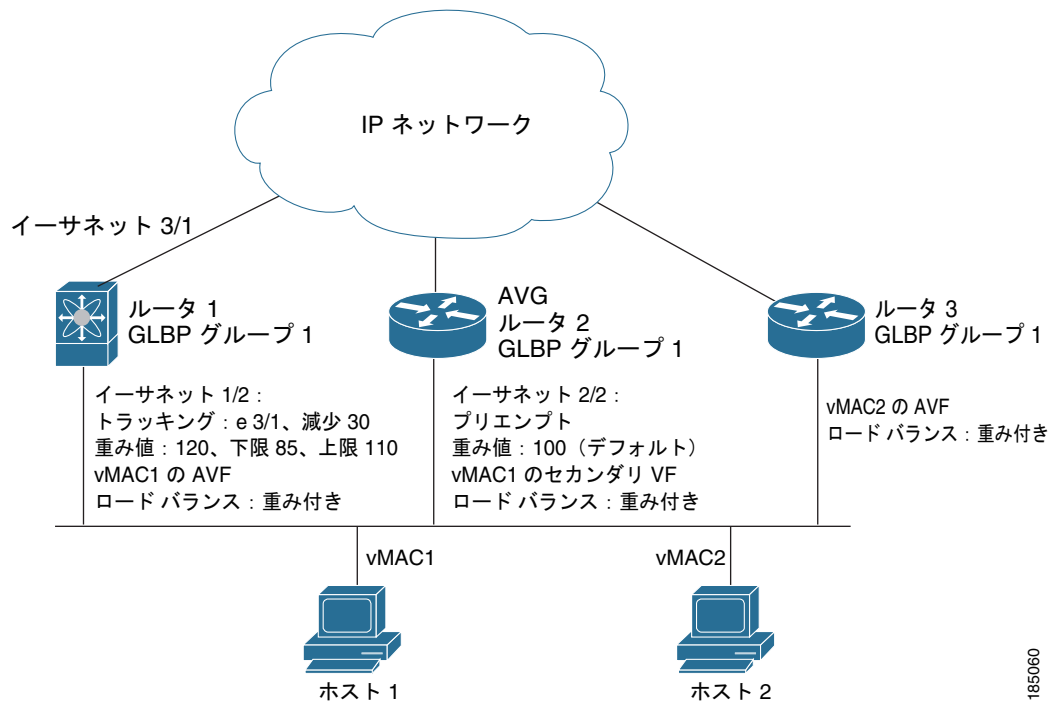 IP ネットワーク
イーサネット 3/1
ルータ 1
GLBP グループ 1
AVG
ルータ 2
GLBP グループ 1
ルータ 3
GLBP グループ 1
イーサネット 1/2：
トラッキング：e 3/1、減少 30
重み値：120、下限 85、上限 110
vMAC1 の AVF
ロード バランス：重み付き
イーサネット 2/2：
プリエンプト
重み値：100（デフォルト）
vMAC1 のセカンダリ VF
ロード バランス：重み付き
vMAC2 の AVF
ロード バランス：重み付き
vMAC1
vMAC2
ホスト 1
ホスト 2
185060